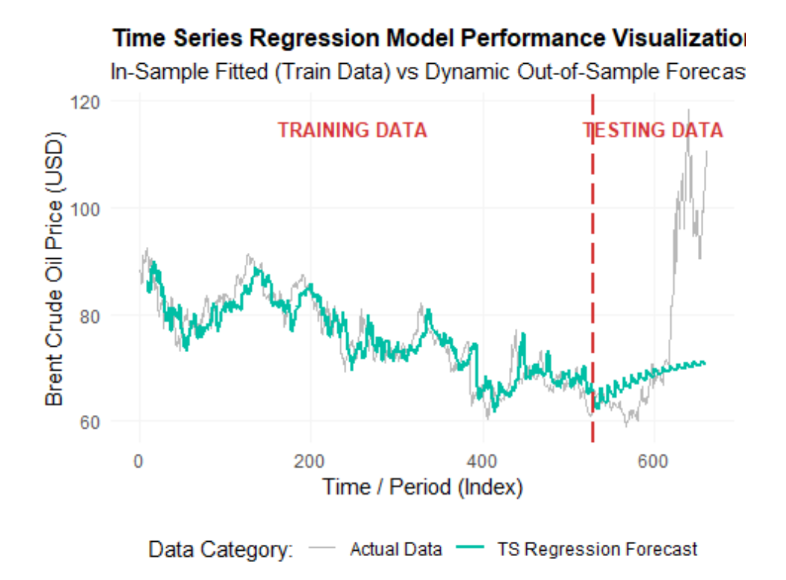 Time Series Regression Model Performance Visualizatio
In-Sample Fitted (Train Data) vs Dynamic Out-of-Sample Forecas
120
TRAINING DATA
TESTING DATA
100
80
60
Brent Crude Oil Price (USD)
0
200
400
600
Time / Period (Index)
Data Category:
Actual Data
TS Regression Forecast